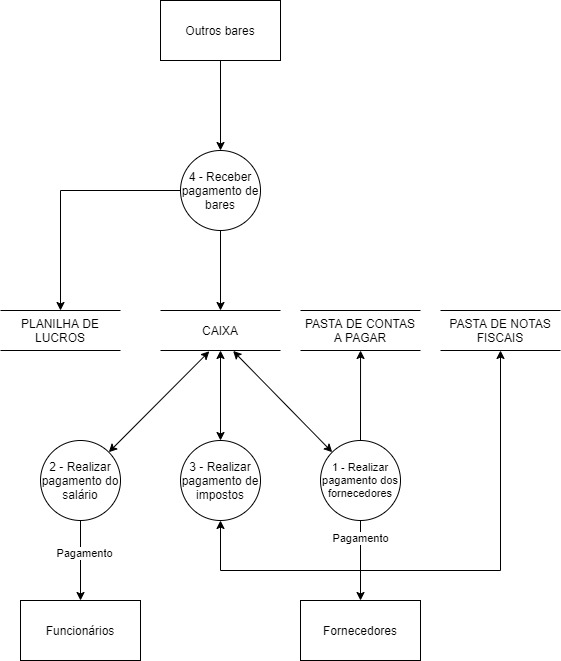 Outros bares
4 - Receber
pagamento de
bares
PLANILHA DE
LUCROS
CAIXA
PASTA DE CONTAS
A PAGAR
PASTA DE NOTAS
FISCAIS
2 - Realizar
pagamento do
salário
3 - Realizar
pagamento de
impostos
1 - Realizar
pagamento dos
fornecedores
Pagamento
Pagamento
Funcionários
Fornecedores